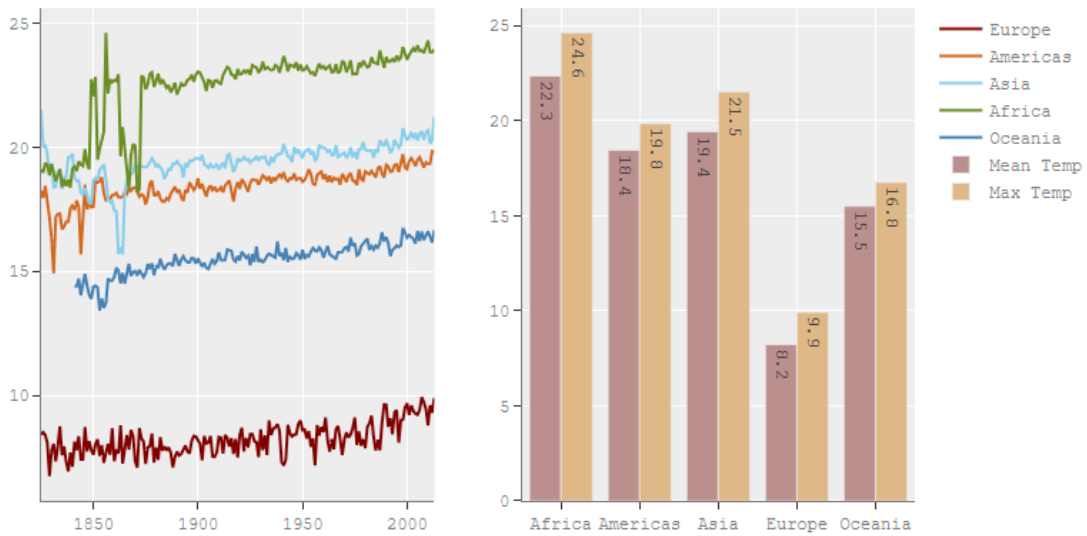 25
20
15
10
1850 1900 1950 2000
25
20
15
10
5
0
24.6
22.3
19.8
18.4
21.5
19.4
9.9
8.2
16.8
15.5
Africa Americas Asia Europe Oceania
Europe
Americas
Asia
Africa
Oceania
Mean Temp
Max Temp